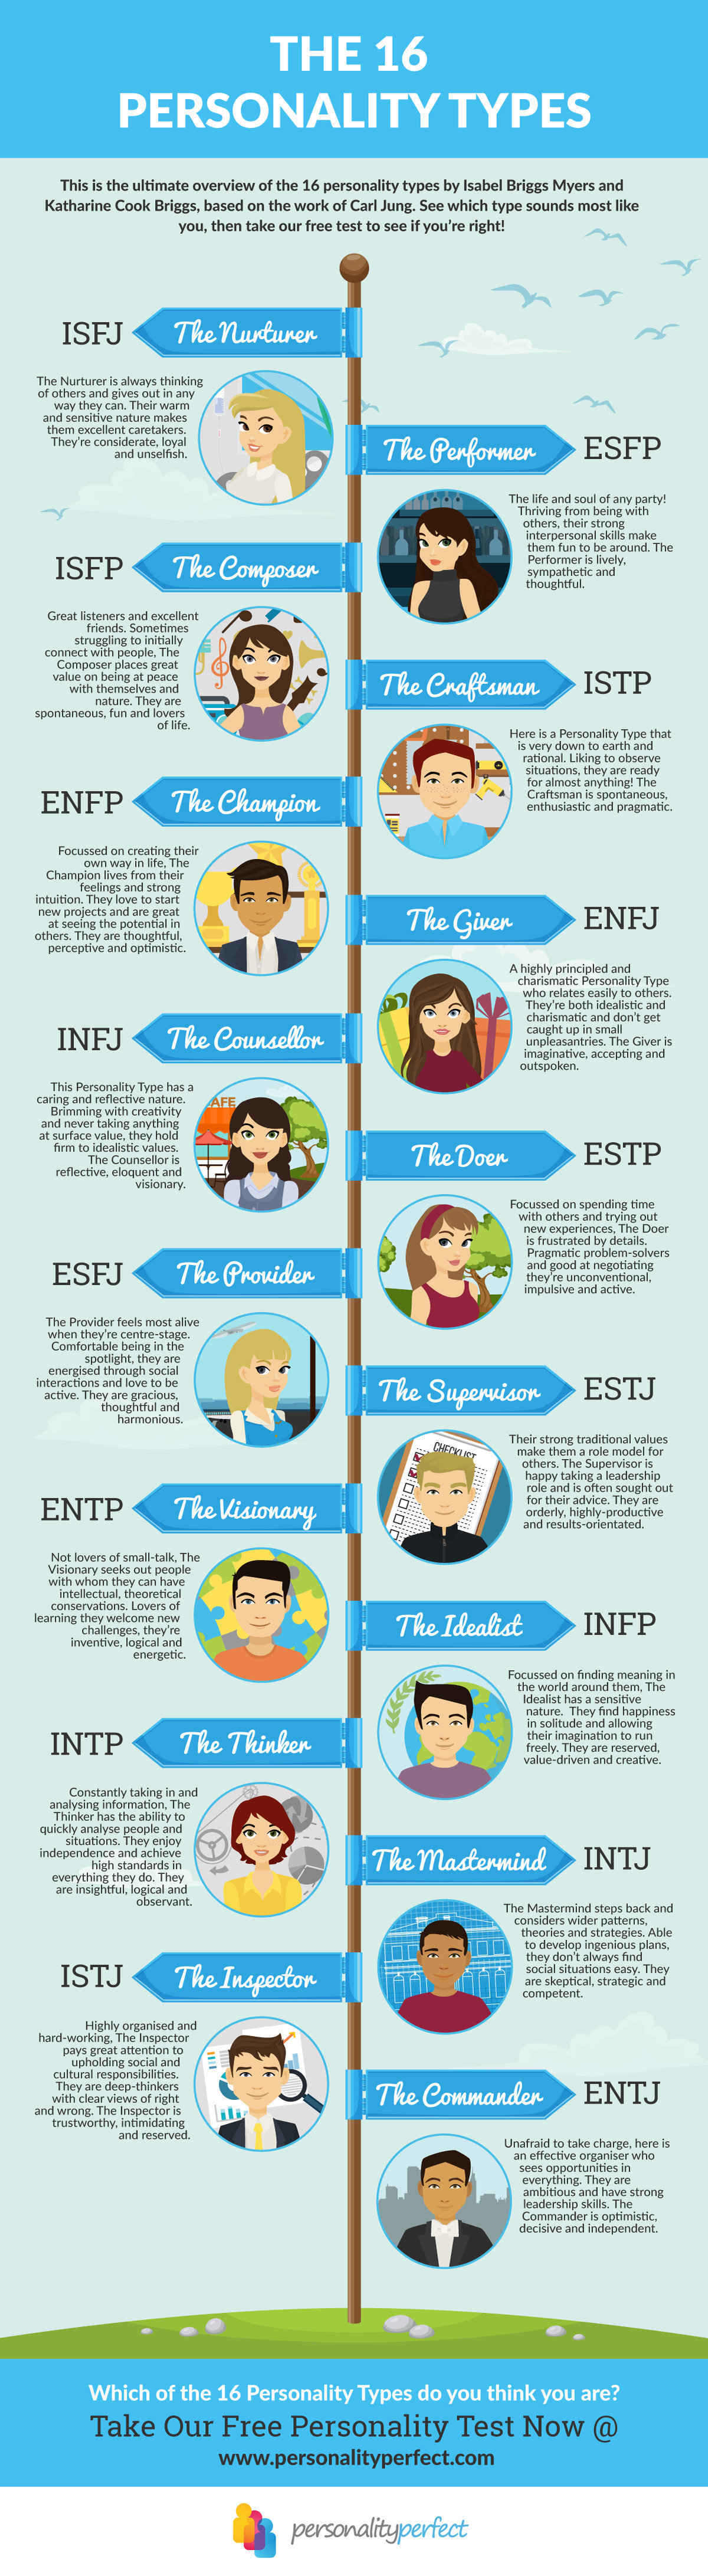 THE 16
PERSONALITY TYPES
This is the ultimate overview of the 16 personality types by Isabel Briggs Myers and
Katharine Cook Briggs, based on the work of Carl Jung. See which type sounds most like
you, then take our free test to see if you're right!
ISFJ
The Nurturer
The Nurturer is always thinking
of others and gives out in any
way they can. Their warm
and sensitive nature makes
them excellent caretakers.
They're considerate, loyal
and unselfish.
The Performer
ESFP
The life and soul of any party!
Thriving from being with
others, their strong
interpersonal skills make
them fun to be around. The
Performer is lively,
sympathetic and
thoughtful.
ISFP
The Composer
Great listeners and excellent
friends. Sometimes
struggling to initially
connect with people, The
Composer places great
value on being at peace
with themselves and
nature. They are
spontaneous, fun and lovers
of life.
The Craftsman
ISTP
Here is a Personality Type that
is very down to earth and
rational. Liking to observe
situations, they are ready
for almost anything! The
Craftsman is spontaneous,
enthusiastic and pragmatic.
ENFP
The Champion
Focussed on creating their
own way in life, The
Champion lives from their
feelings and strong
intuition. They love to start
new projects and are great
at seeing the potential in
others. They are thoughtful,
perceptive and optimistic.
The Giver
ENFJ
A highly principled and
charismatic Personality Type
who relates easily to others.
They're both idealistic and
charismatic and don't get
caught up in small
unpleasantries. The Giver is
imaginative, accepting and
outspoken.
INFJ
The Counsellor
This Personality Type has a
caring and reflective nature.
Brimming with creativity
and never taking anything
at surface value, they hold
firm to idealistic values.
The Counsellor is
reflective, eloquent and
visionary.
AFE
The Doer
ESTP
Focussed on spending time
with others and trying out
new experiences, The Doer
is frustrated by details.
Pragmatic problem-solvers
and good at negotiating
they're unconventional,
impulsive and active.
ESFJ
The Provider
The Provider feels most alive
when they're centre-stage.
Comfortable being in the
spotlight, they are
energised through social
interactions and love to be
active. They are gracious,
thoughtful and
harmonious.
The Supervisor
ESTJ
CHECKLIST
Their strong traditional values
make them a role model for
others. The Supervisor is
happy taking a leadership
role and is often sought out
for their advice. They are
orderly, highly-productive
and results-orientated.
ENTP
The Visionary
Not lovers of small-talk, The
Visionary seeks out people
with whom they can have
intellectual, theoretical
conservations. Lovers of
learning they welcome new
challenges, they're
inventive, logical and
energetic.
The Idealist
INFP
Focussed on finding meaning in
the world around them, The
Idealist has a sensitive
nature. They find happiness
in solitude and allowing
their imagination to run
freely. They are reserved,
value-driven and creative.
INTP
The Thinker
Constantly taking in and
analysing information, The
Thinker has the ability to
quickly analyse people and
situations. They enjoy
independence and achieve
high standards in
everything they do. They
are insightful, logical and
observant.
The Mastermind
INTJ
The Mastermind steps back and
considers wider patterns,
theories and strategies. Able
to develop ingenious plans,
they don't always find
social situations easy. They
are skeptical, strategic and
competent.
ISTJ
The Inspector
Highly organised and
hard-working, The Inspector
pays great attention to
upholding social and
cultural responsibilities.
They are deep-thinkers
with clear views of right
and wrong. The Inspector is
trustworthy, intimidating
and reserved.
The Commander
ENTJ
Unafraid to take charge, here is
an effective organiser who
sees opportunities in
everything. They are
ambitious and have strong
leadership skills. The
Commander is optimistic,
decisive and independent.
Which of the 16 Personality Types do you think you are?
Take Our Free Personality Test Now @
www.personalityperfect.com
personalityperfect